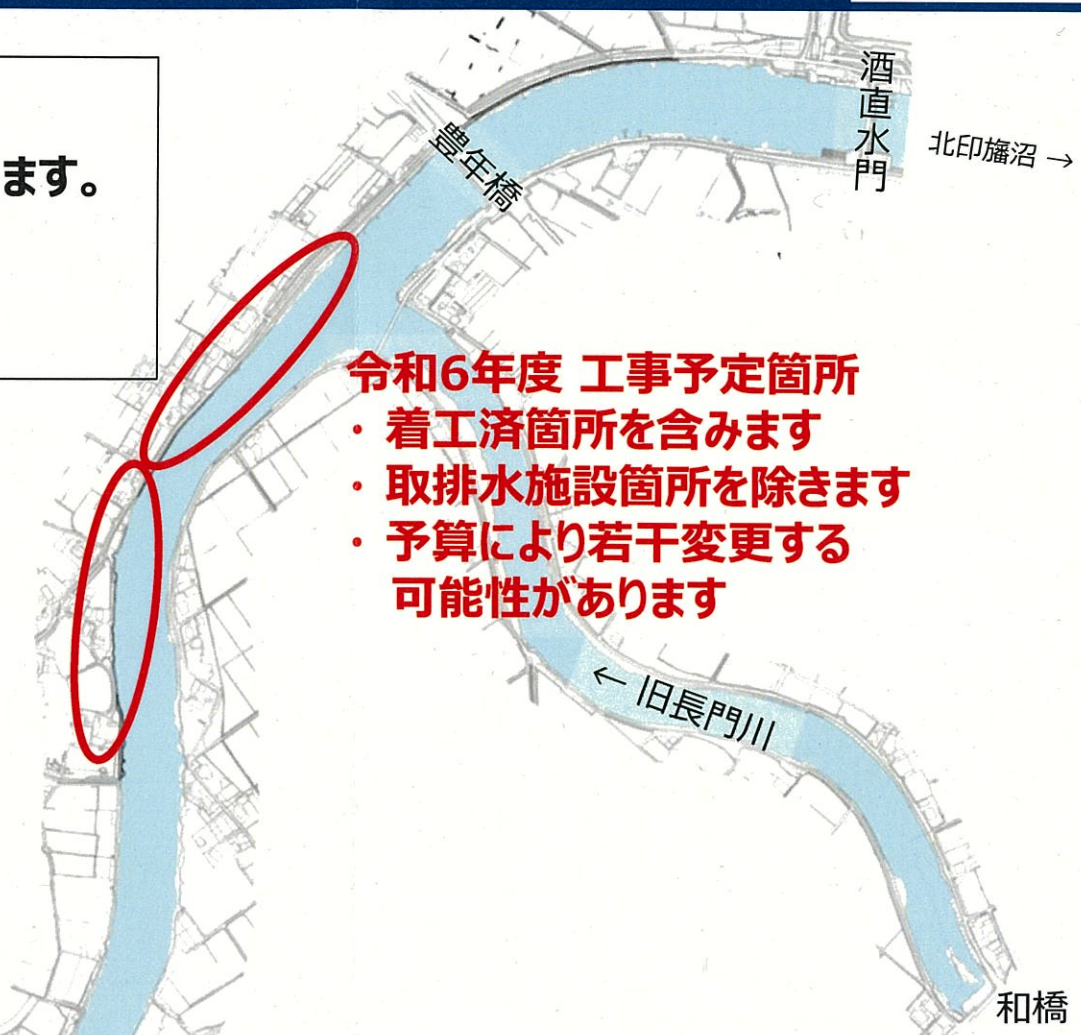 ます。
酒直水門
北印旛沼 →
豊年橋
令和6年度 工事予定箇所
・ 着工済箇所を含みます
・ 取排水施設箇所を除きます
・ 予算により若干変更する
可能性があります
← 旧長門川
和橋